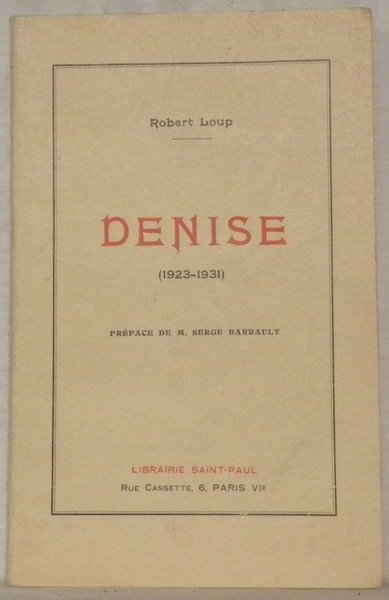 Robert Loup
DENISE
(1923-1931)
PRÉFACE DE M. SERGE BARRAULT
LIBRAIRIE SAINT-PAUL
RUE CASSETTE, 6, PARIS VIE